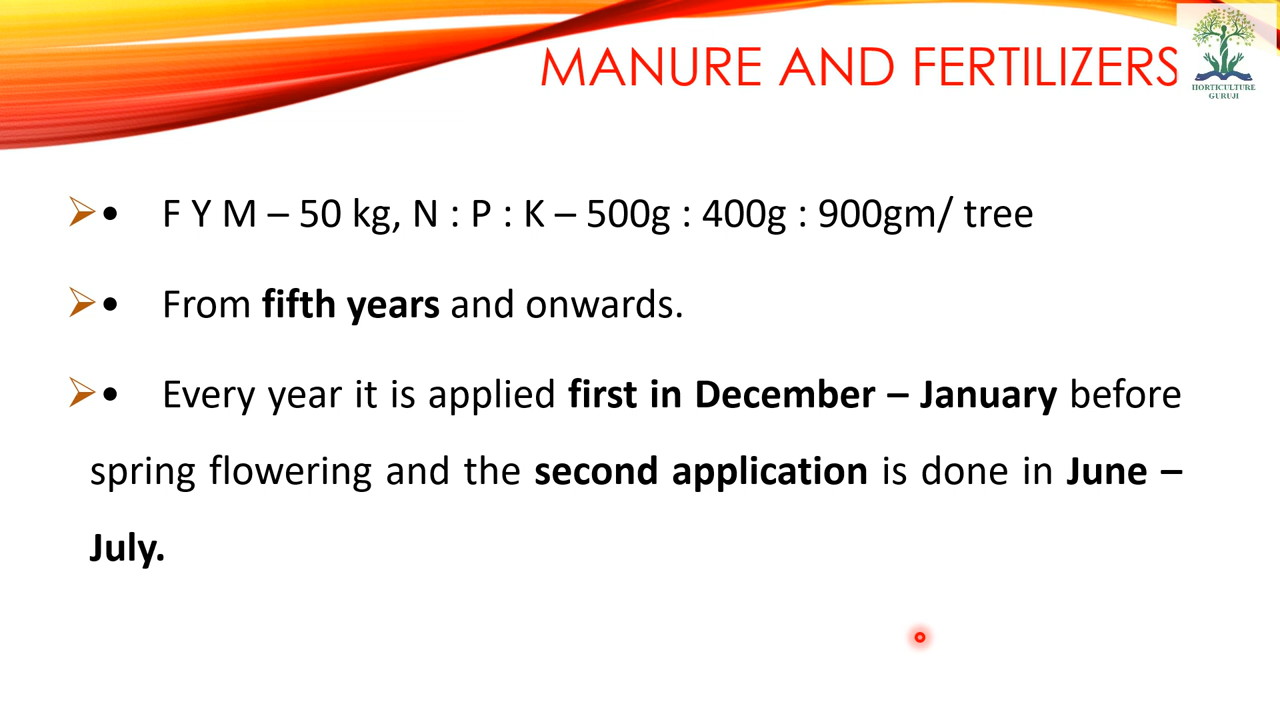 MANURE AND FERTILIZERS
HORTICULTURE
GURUJI
• F Y M – 50 kg, N : P : K – 500g : 400g : 900gm/ tree
• From fifth years and onwards.
• Every year it is applied first in December – January before
spring flowering and the second application is done in June –
July.